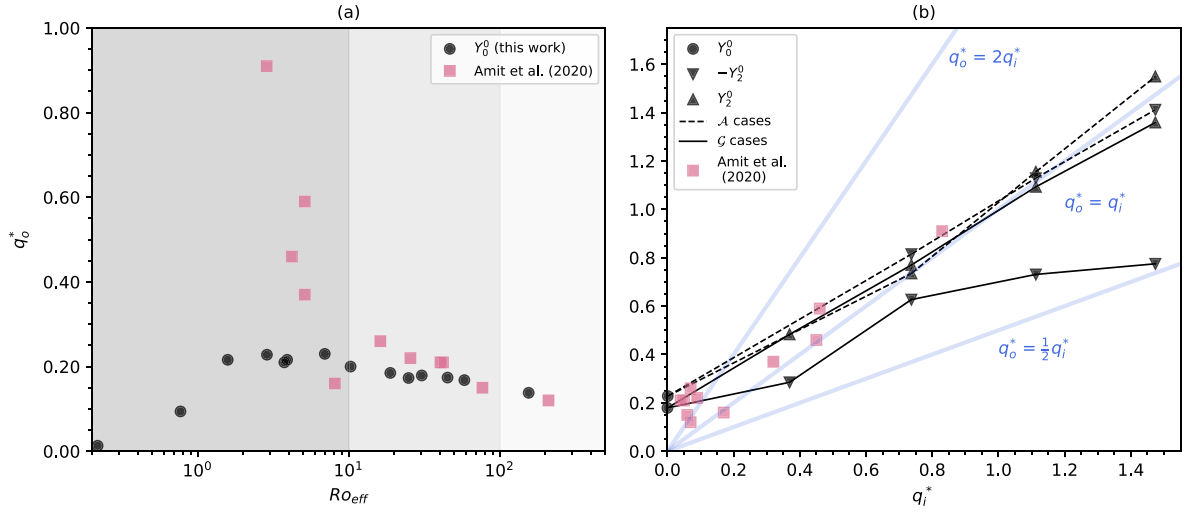 (a)
1.00
0.80
0.60
0.40
0.20
0.00
q_o^*
10^0
10^1
10^2
Ro_eff
Y_0^0 (this work)
Amit et al. (2020)
(b)
1.6
1.4
1.2
1.0
0.8
0.6
0.4
0.2
0.0
0.0
0.2
0.4
0.6
0.8
1.0
1.2
1.4
q_i^*
Y_0^0
−Y_2^0
Y_2^0
𝒜 cases
𝒢 cases
Amit et al.
(2020)
q_o^* = 2q_i^*
q_o^* = q_i^*
q_o^* = ½q_i^*